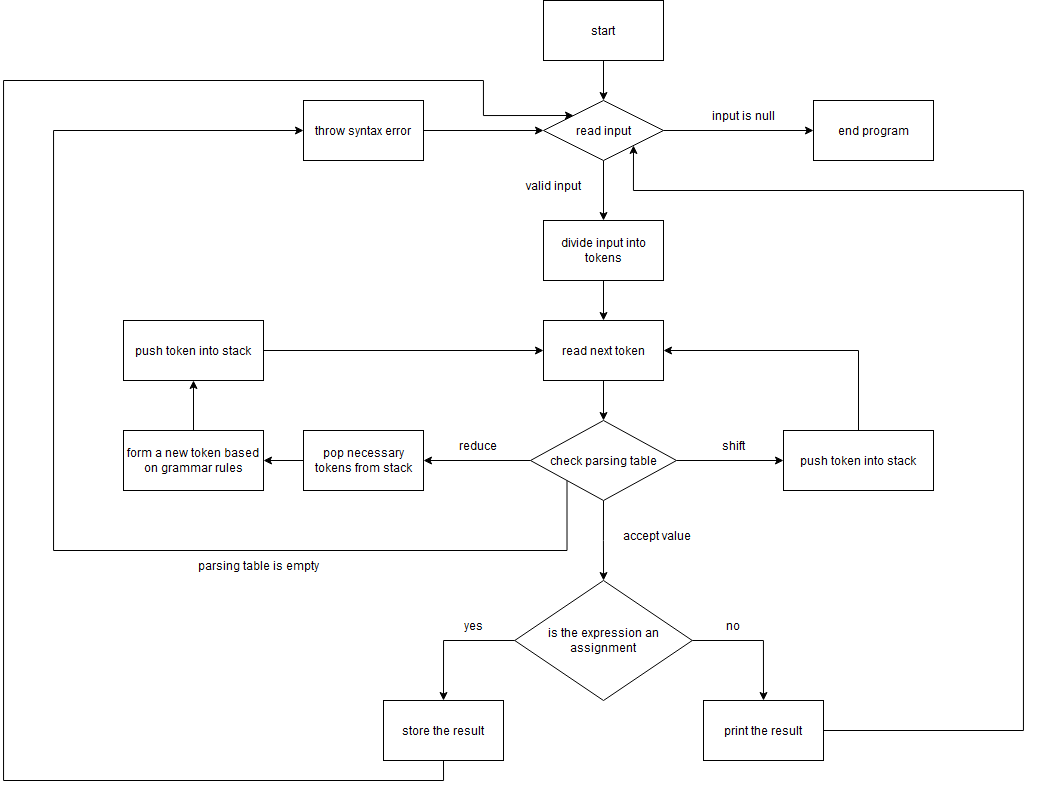 start
throw syntax error
read input
input is null
end program
valid input
divide input into
tokens
push token into stack
read next token
form a new token based
on grammar rules
pop necessary
tokens from stack
reduce
check parsing table
shift
push token into stack
accept value
parsing table is empty
yes
is the expression an
assignment
no
store the result
print the result